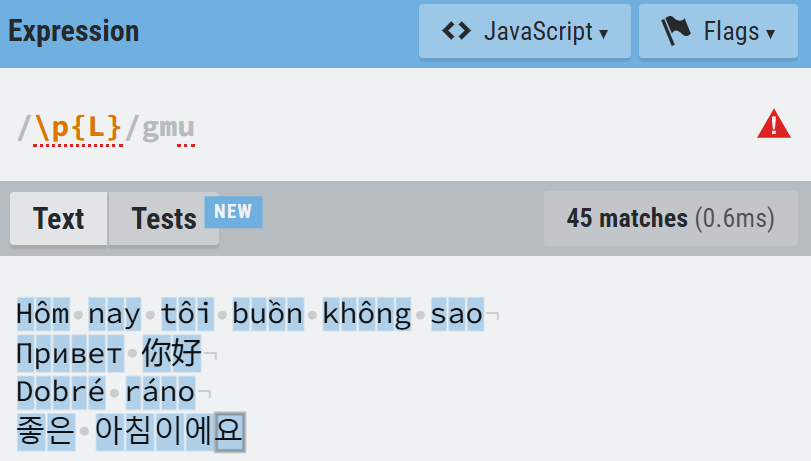 Expression
<> JavaScript ▾
Flags ▾
/\p{L}/gmu
Text
Tests
NEW
45 matches (0.6ms)
Hôm nay tôi buồn không sao
Привет 你好
Dobré ráno
좋은 아침이에요